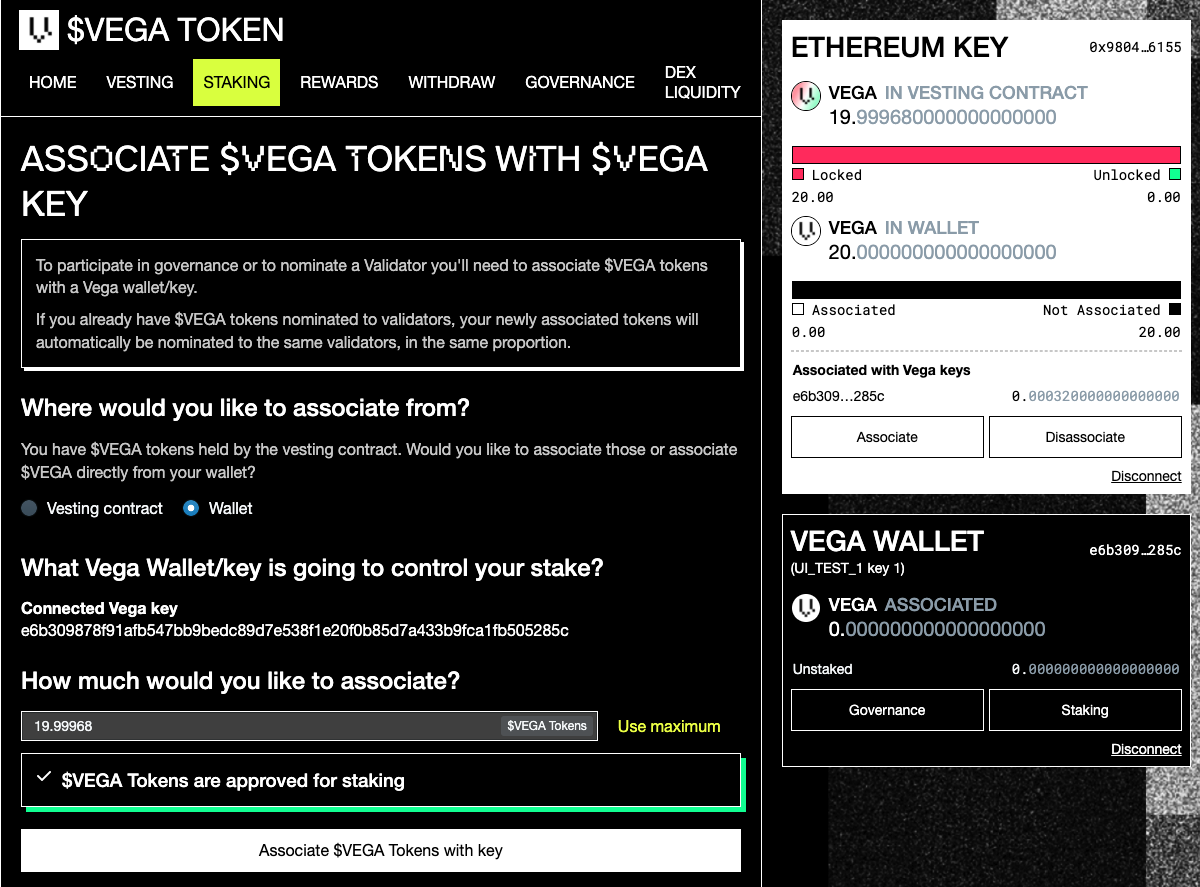 $VEGA TOKEN
HOME VESTING STAKING REWARDS WITHDRAW GOVERNANCE DEX LIQUIDITY
ASSOCIATE $VEGA TOKENS WITH $VEGA
KEY
To participate in governance or to nominate a Validator you'll need to associate $VEGA tokens
with a Vega wallet/key.
If you already have $VEGA tokens nominated to validators, your newly associated tokens will
automatically be nominated to the same validators, in the same proportion.
Where would you like to associate from?
You have $VEGA tokens held by the vesting contract. Would you like to associate those or associate
$VEGA directly from your wallet?
Vesting contract Wallet
What Vega Wallet/key is going to control your stake?
Connected Vega key
e6b309878f91afb547bb9bedc89d7e538f1e20f0b85d7a433b9fca1fb505285c
How much would you like to associate?
19.99968 $VEGA Tokens Use maximum
$VEGA Tokens are approved for staking
Associate $VEGA Tokens with key
ETHEREUM KEY 0x9804…6155
VEGA IN VESTING CONTRACT
19.999680000000000000
Locked Unlocked
20.00 0.00
VEGA IN WALLET
20.000000000000000000
Associated Not Associated
0.00 20.00
Associated with Vega keys
e6b309…285c 0.000320000000000000
Associate Disassociate
Disconnect
VEGA WALLET e6b309…285c
(UI_TEST_1 key 1)
VEGA ASSOCIATED
0.000000000000000000
Unstaked 0.000000000000000000
Governance Staking
Disconnect